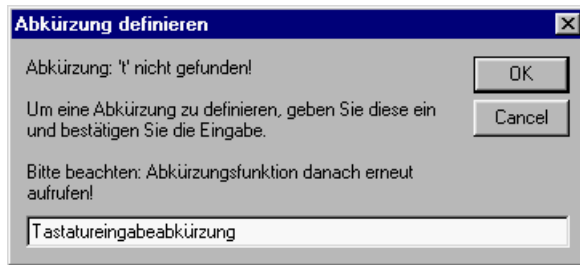 Abkürzung definieren
Abkürzung: 't' nicht gefunden!
OK
Um eine Abkürzung zu definieren, geben Sie diese ein
und bestätigen Sie die Eingabe.
Cancel
Bitte beachten: Abkürzungsfunktion danach erneut
aufrufen!
Tastatureingabeabkürzung